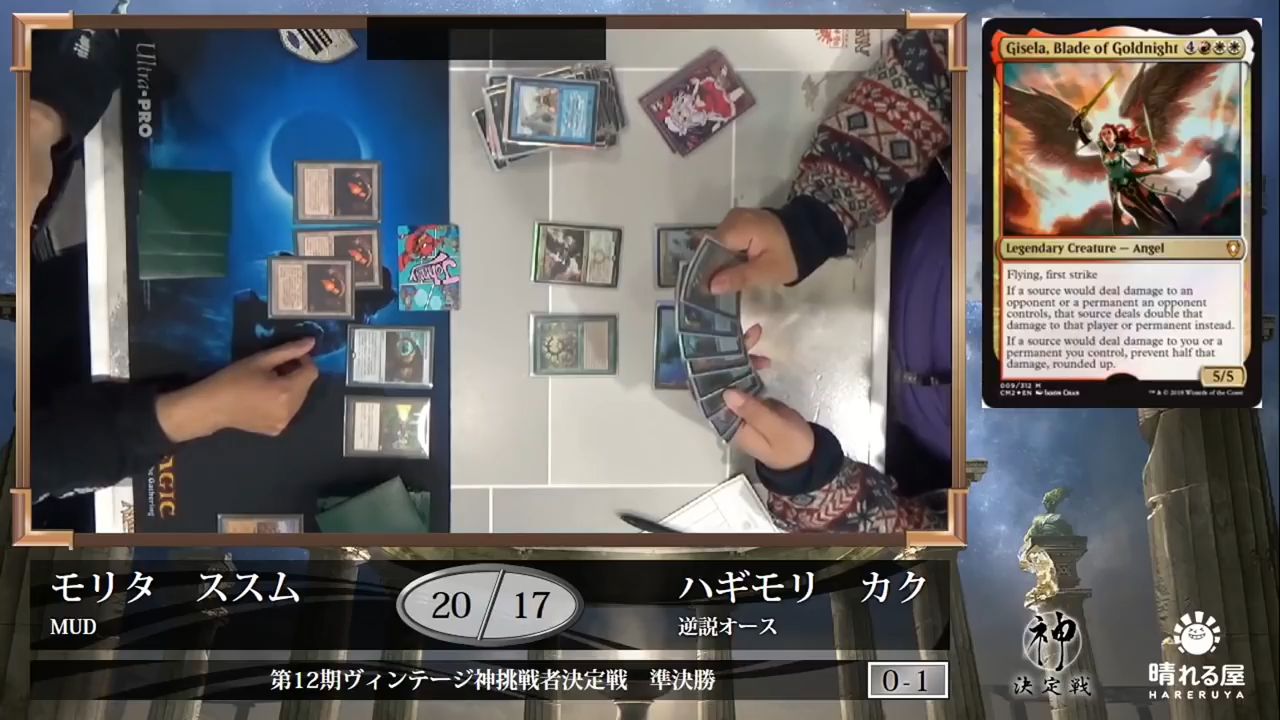 Ultra·PRO
Johnny
Gisela, Blade of Goldnight
Legendary Creature — Angel
Flying, first strike
If a source would deal damage to an
opponent or a permanent an opponent
controls, that source deals double that
damage to that player or permanent instead.
If a source would deal damage to you or a
permanent you control, prevent half that
damage, rounded up.
5/5
009/312 M
モリタ ススム
MUD
20 / 17
ハギモリ カク
逆説オース
第12期ヴィンテージ神挑戦者決定戦 準決勝
0-1
神
決定戦
晴れる屋
HARERUYA